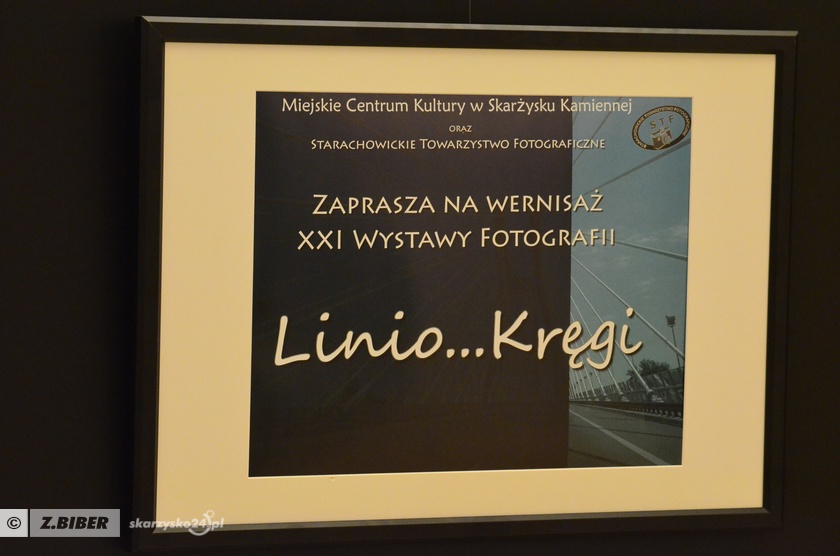 Miejskie Centrum Kultury w Skarżysku Kamiennej
oraz
Starachowickie Towarzystwo Fotograficzne
STF
Zaprasza na wernisaż
XXI Wystawy Fotografii
Linio...Kręgi
© Z.BIBER
skarzysko24.pl